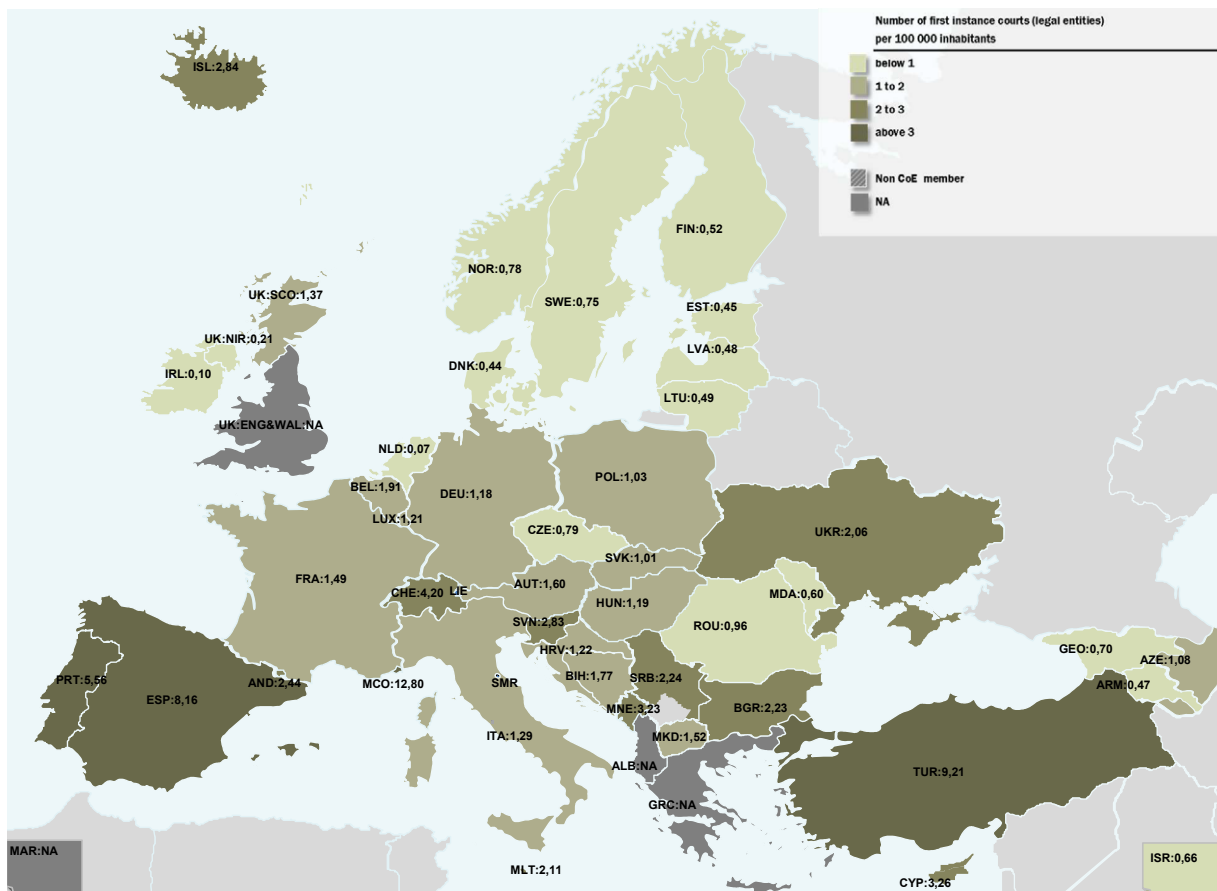 Number of first instance courts (legal entities)
per 100 000 inhabitants
below 1
1 to 2
2 to 3
above 3
Non CoE member
NA
ISL:2,84
FIN:0,52
NOR:0,78
SWE:0,75
UK:SCO:1,37
EST:0,45
UK:NIR:0,21
LVA:0,48
DNK:0,44
IRL:0,10
LTU:0,49
UK:ENG&WAL:NA
NLD:0,07
POL:1,03
BEL:1,91
DEU:1,18
LUX:1,21
CZE:0,79
UKR:2,06
SVK:1,01
FRA:1,49
AUT:1,60
CHE:4,20
LIE
MDA:0,60
HUN:1,19
SVN:2,83
ROU:0,96
HRV:1,22
GEO:0,70
AZE:1,08
BIH:1,77
SRB:2,24
PRT:5,56
AND:2,44
MCO:12,80
SMR
ARM:0,47
ESP:8,16
MNE:3,23
BGR:2,23
ITA:1,29
MKD:1,52
ALB:NA
TUR:9,21
GRC:NA
MAR:NA
MLT:2,11
ISR:0,66
CYP:3,26